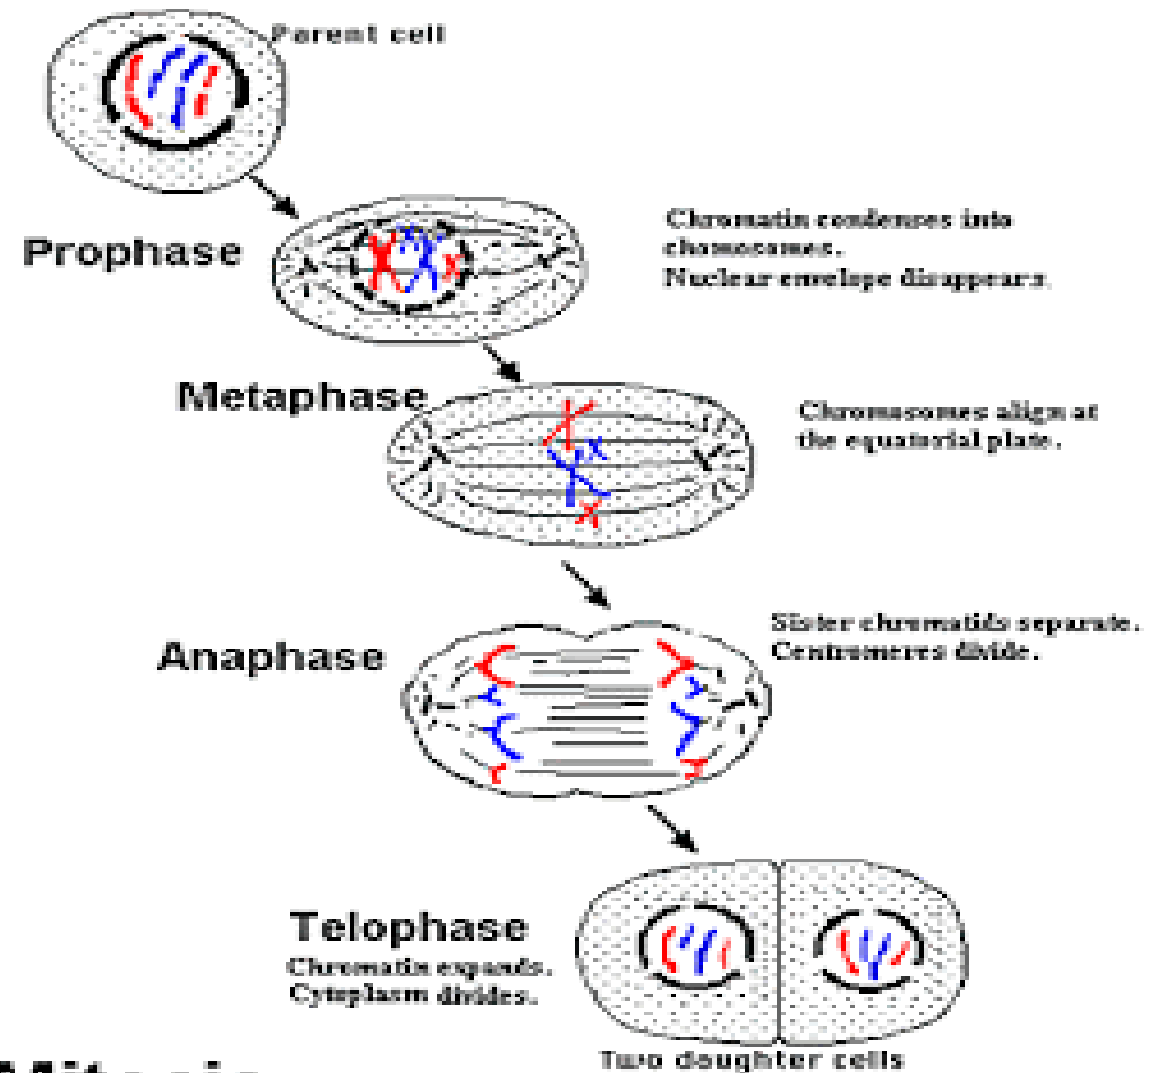 Parent cell
Prophase
Chromatin condenses into
chamosomes.
Nuclear envelope disappears.
Metaphase
Chromosomes align at
the equatorial plate.
Anaphase
Sister chromatids separate.
Centromeres divide.
Telophase
Chromatin expands.
Cytoplasm divides.
Two daughter cells